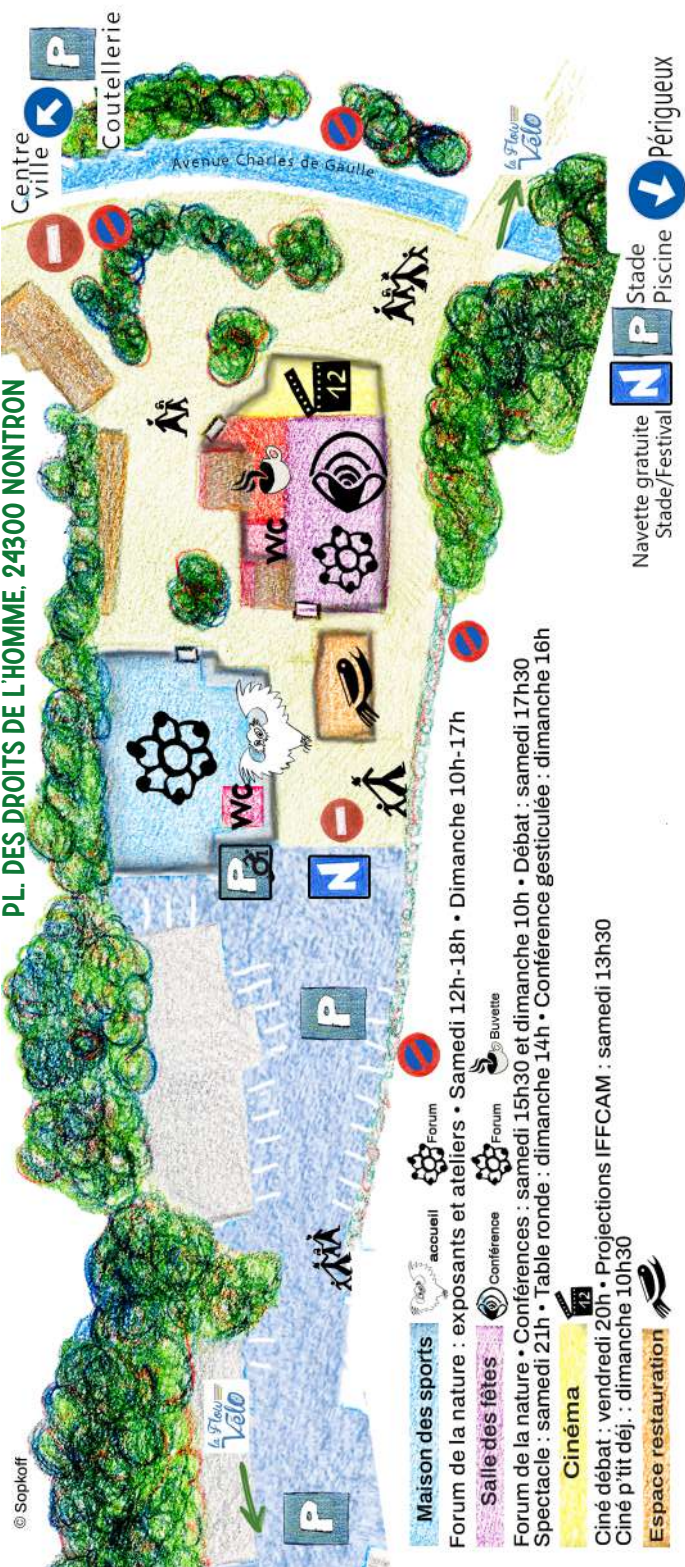 PL. DES DROITS DE L'HOMME, 24300 NONTRON
© Sopkoff
Centre
ville
P
Coutellerie
Avenue Charles de Gaulle
la Flow
Vélo
12
WC
WC
P
N
P
la Flow
Vélo
P
Navette gratuite
Stade/Festival
N
P
Stade
Piscine
Périgueux
Maison des sports
accueil
Forum
Forum de la nature : exposants et ateliers • Samedi 12h-18h • Dimanche 10h-17h
Salle des fêtes
Conférence
Forum
Buvette
Forum de la nature • Conférences : samedi 15h30 et dimanche 10h • Débat : samedi 17h30
Spectacle : samedi 21h • Table ronde : dimanche 14h • Conférence gesticulée : dimanche 16h
Cinéma
12
Ciné débat : vendredi 20h • Projections IFFCAM : samedi 13h30
Ciné p'tit déj. : dimanche 10h30
Espace restauration